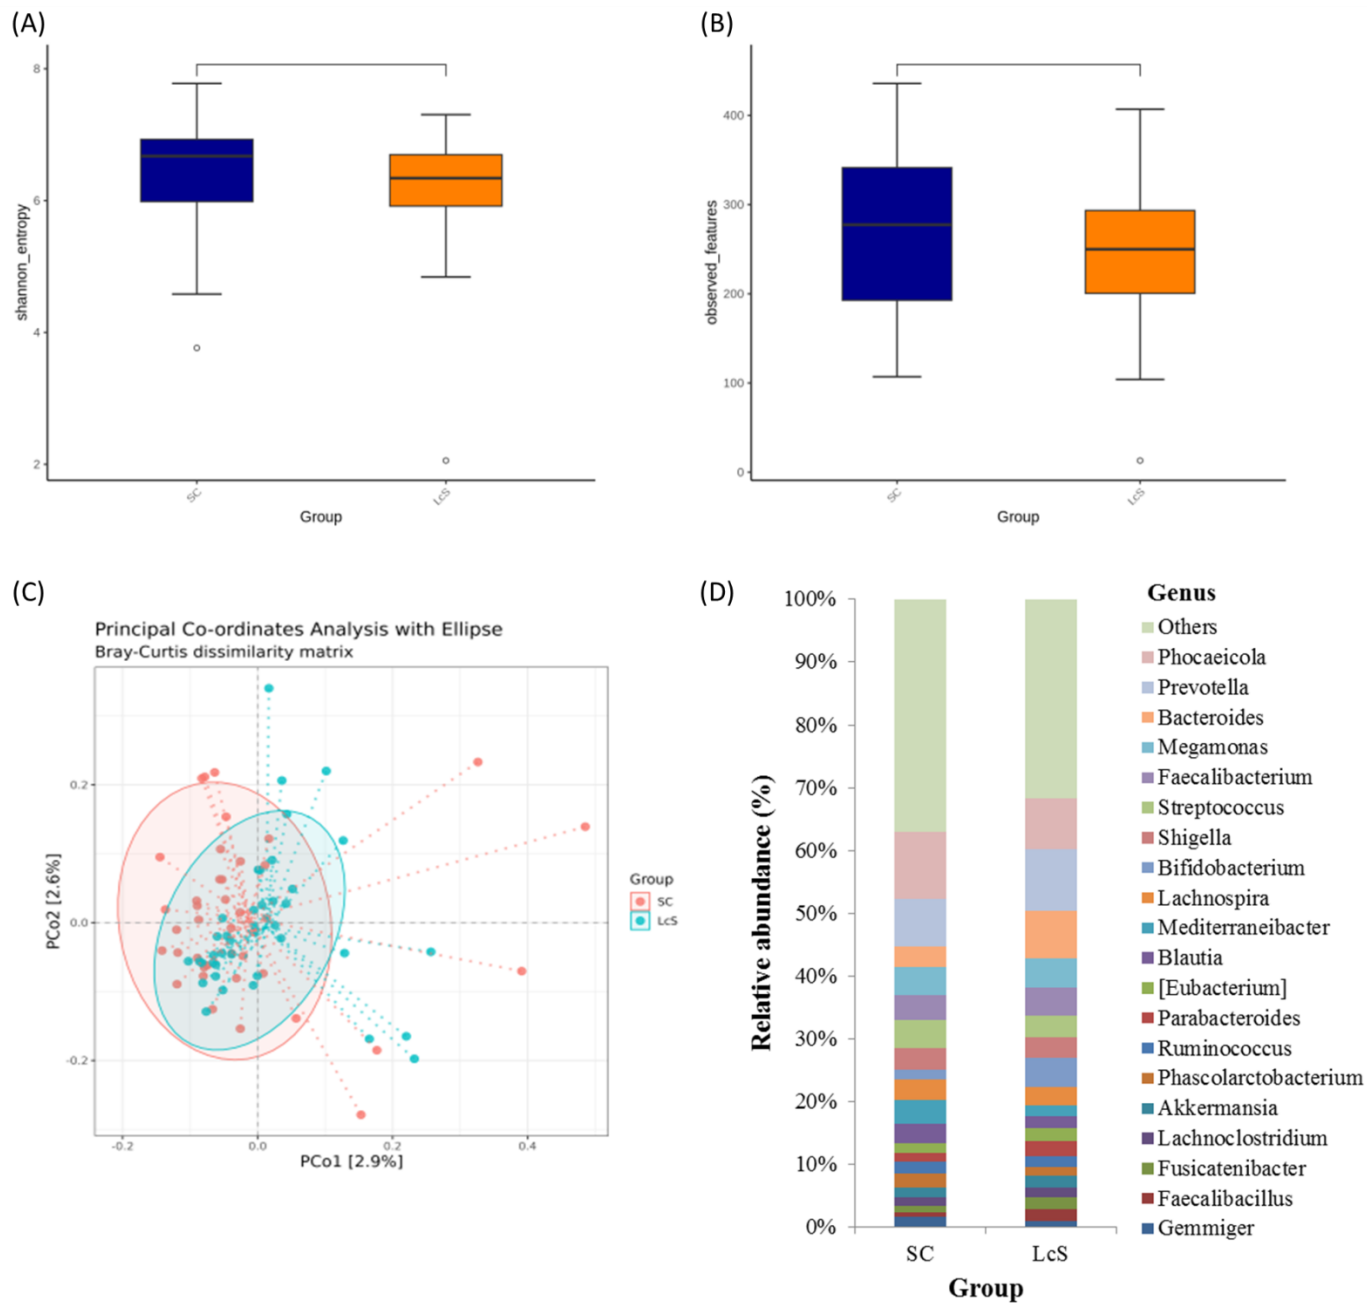 (A)
8
6
4
2
shannon_entropy
SC
LcS
Group
(B)
400
300
200
100
0
observed_features
SC
LcS
Group
(C)
Principal Co-ordinates Analysis with Ellipse
Bray-Curtis dissimilarity matrix
0.2
0.0
-0.2
PCo2 [2.6%]
-0.2
0.0
0.2
0.4
PCo1 [2.9%]
Group
SC
LcS
(D)
100%
90%
80%
70%
60%
50%
40%
30%
20%
10%
0%
Relative abundance (%)
SC
LcS
Group
Genus
Others
Phocaeicola
Prevotella
Bacteroides
Megamonas
Faecalibacterium
Streptococcus
Shigella
Bifidobacterium
Lachnospira
Mediterraneibacter
Blautia
[Eubacterium]
Parabacteroides
Ruminococcus
Phascolarctobacterium
Akkermansia
Lachnoclostridium
Fusicatenibacter
Faecalibacillus
Gemmiger